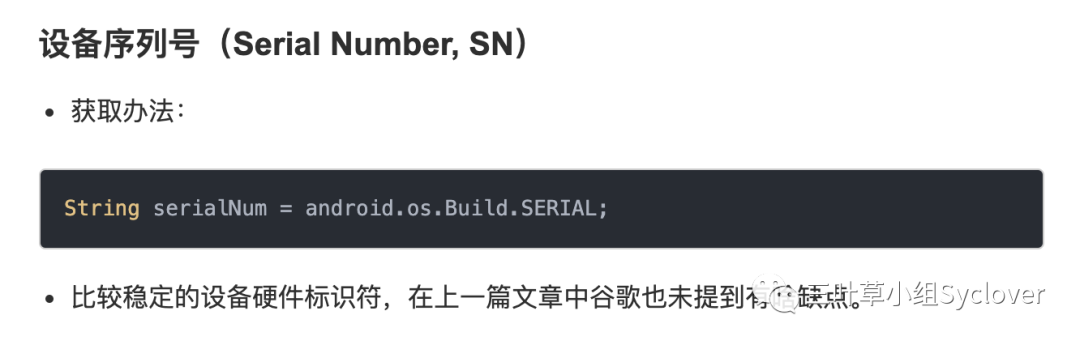 设备序列号（Serial Number, SN）
• 获取办法：
String serialNum = android.os.Build.SERIAL;
• 比较稳定的设备硬件标识符，在上一篇文章中谷歌也未提到有缺点。
三叶草小组Syclover